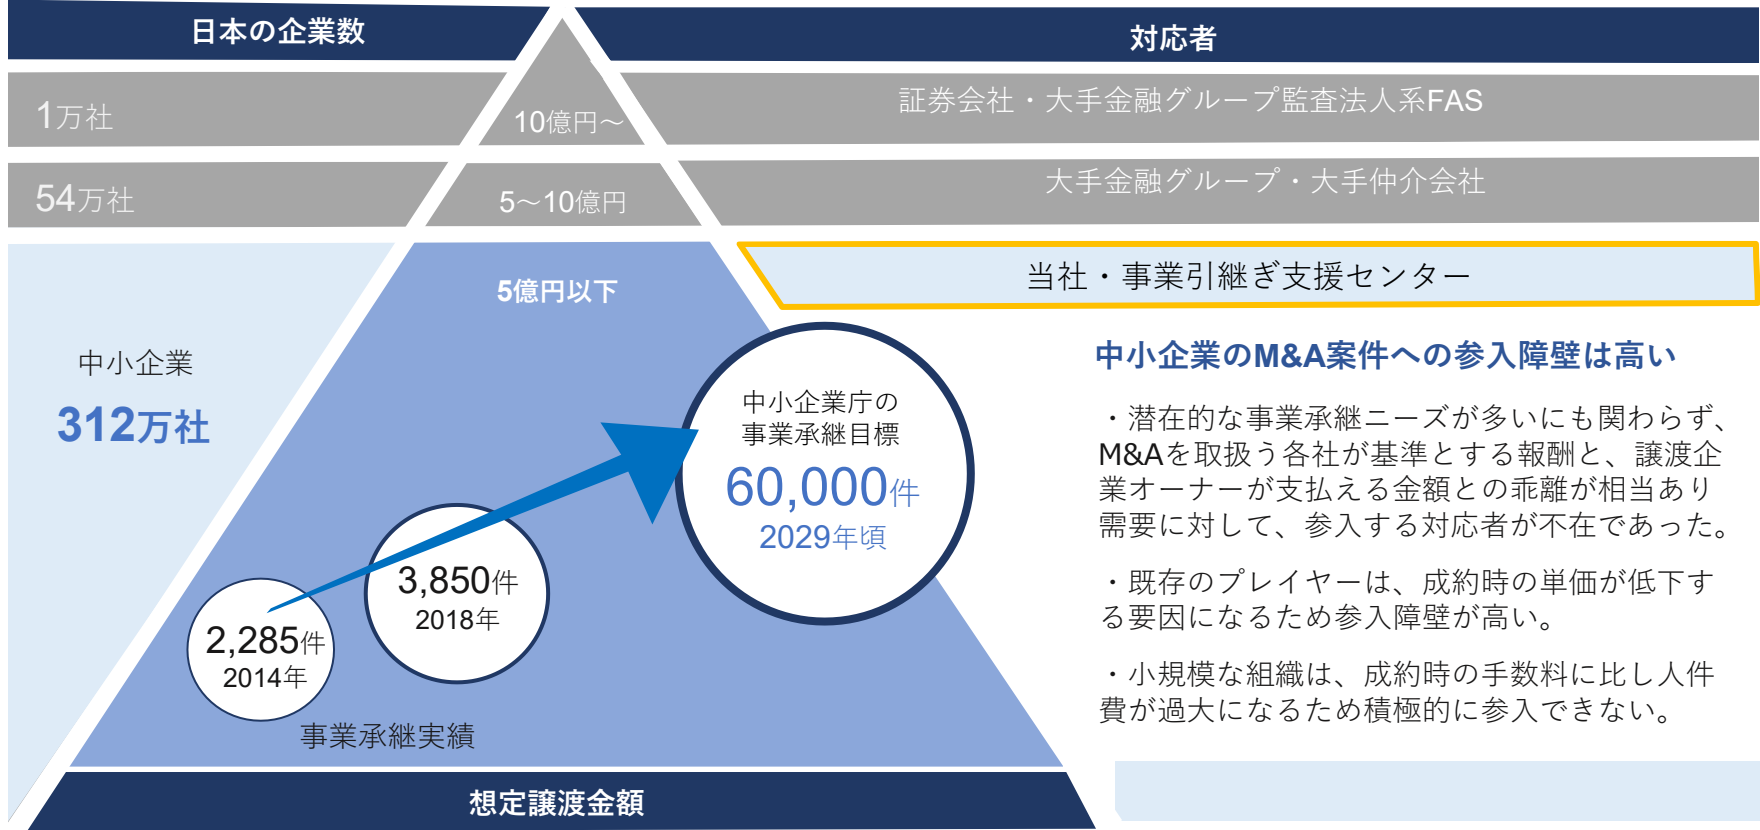 日本の企業数
対応者
1万社
10億円～
証券会社・大手金融グループ監査法人系FAS
54万社
5～10億円
大手金融グループ・大手仲介会社
5億円以下
当社・事業引継ぎ支援センター
中小企業
312万社
中小企業庁の
事業承継目標
60,000件
2029年頃
3,850件
2018年
2,285件
2014年
事業承継実績
想定譲渡金額
中小企業のM&A案件への参入障壁は高い
・潜在的な事業承継ニーズが多いにも関わらず、
M&Aを取扱う各社が基準とする報酬と、譲渡企
業オーナーが支払える金額との乖離が相当あり
需要に対して、参入する対応者が不在であった。
・既存のプレイヤーは、成約時の単価が低下す
る要因になるため参入障壁が高い。
・小規模な組織は、成約時の手数料に比し人件
費が過大になるため積極的に参入できない。